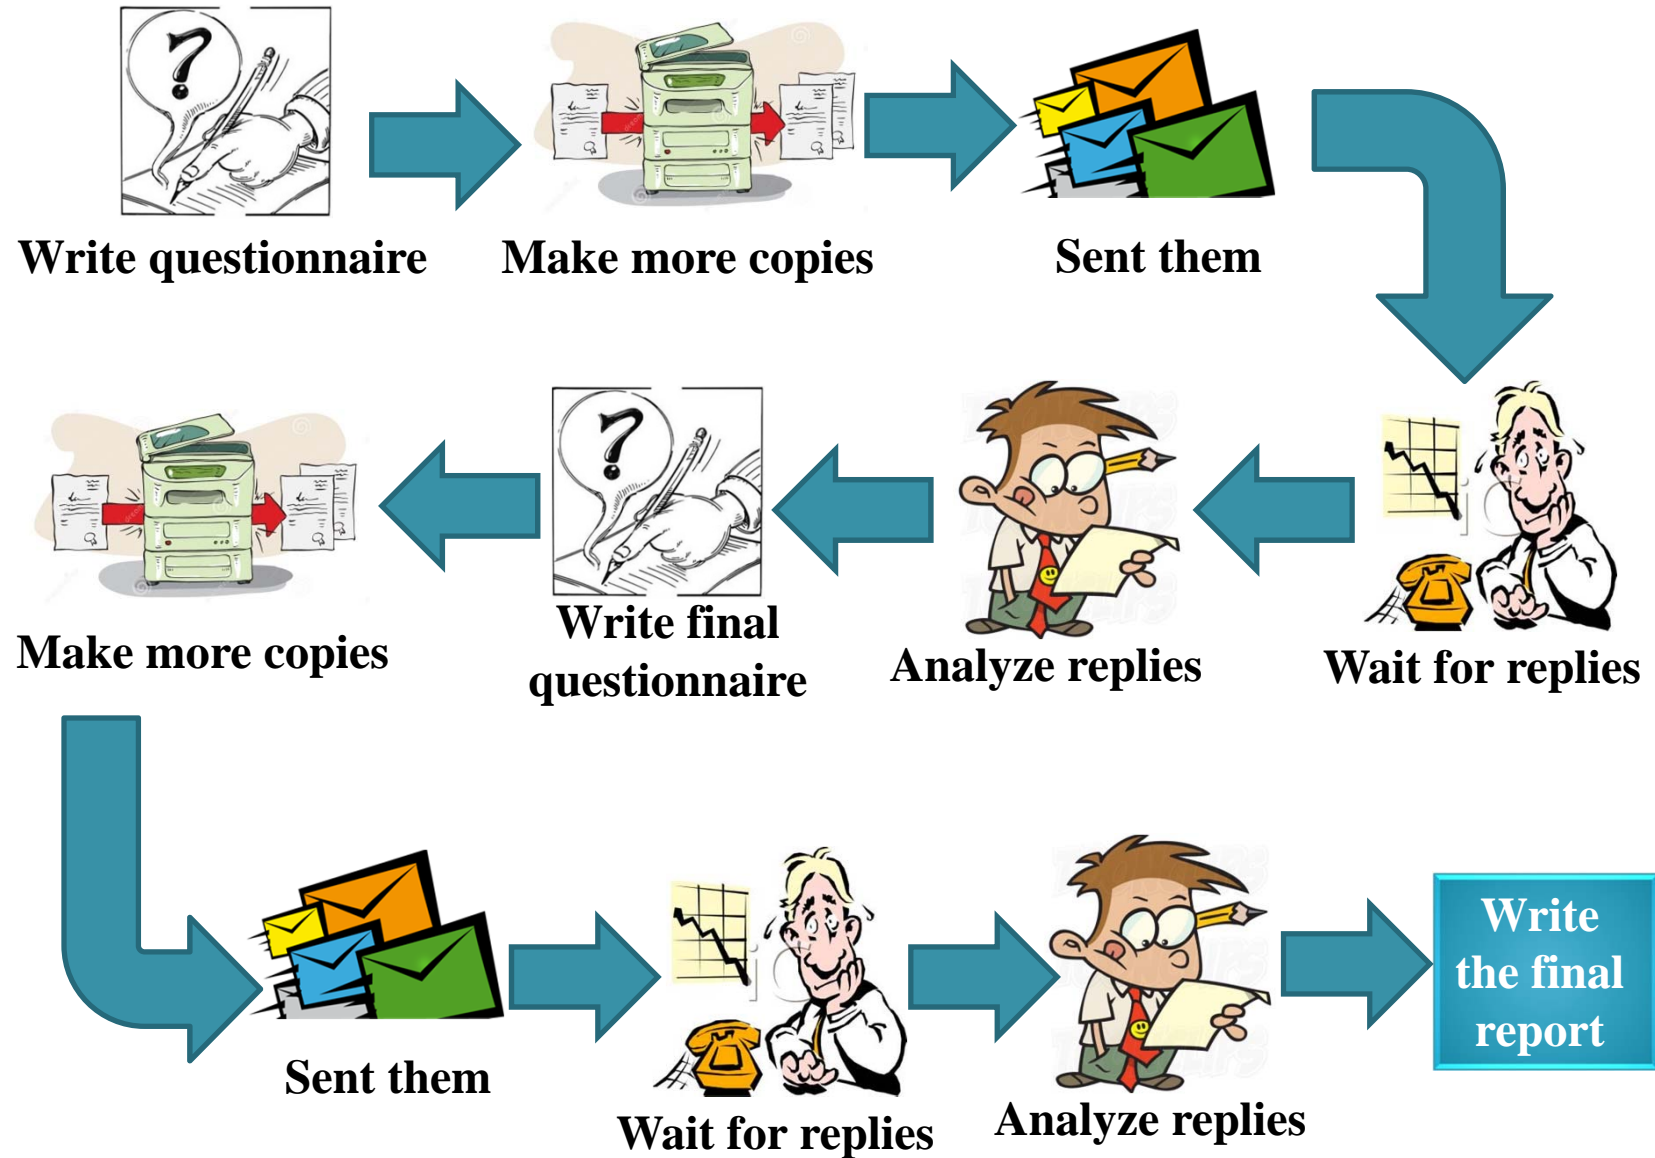 ?
Write questionnaire
Make more copies
Sent them
Wait for replies
Analyze replies
?
Write final
questionnaire
Make more copies
Sent them
Wait for replies
Analyze replies
Write
the final
report